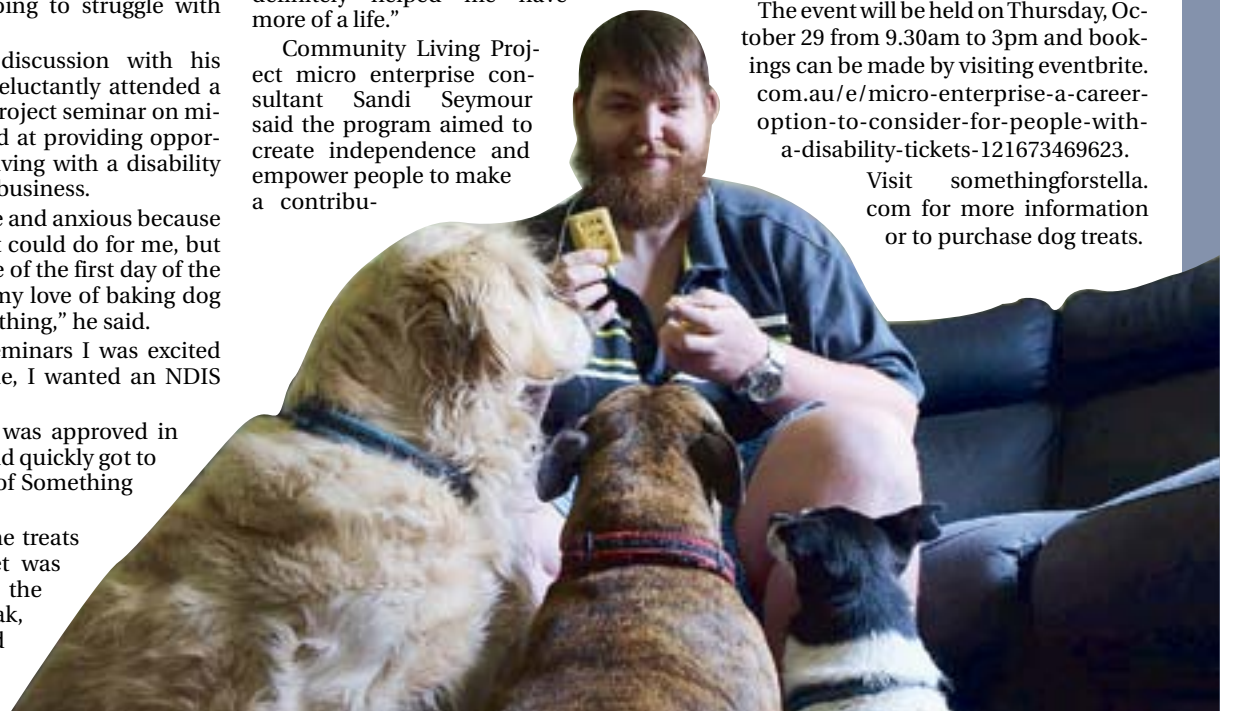 to struggle with
discussion with his
eluctantly attended a
roject seminar on mi-
d at providing oppor-
ving with a disability
business.
e and anxious because
t could do for me, but
e of the first day of the
my love of baking dog
thing,” he said.
eminars I was excited
e, I wanted an NDIS
was approved in
d quickly got to
of Something
e treats
et was
the
ak,
d
definitely helped me have
more of a life.”
Community Living Proj-
ect micro enterprise con-
sultant Sandi Seymour
said the program aimed to
create independence and
empower people to make
a contribu-
The event will be held on Thursday, Oc-
tober 29 from 9.30am to 3pm and book-
ings can be made by visiting eventbrite.
com.au/e/micro-enterprise-a-career-
option-to-consider-for-people-with-
a-disability-tickets-121673469623.
Visit somethingforstella.
com for more information
or to purchase dog treats.